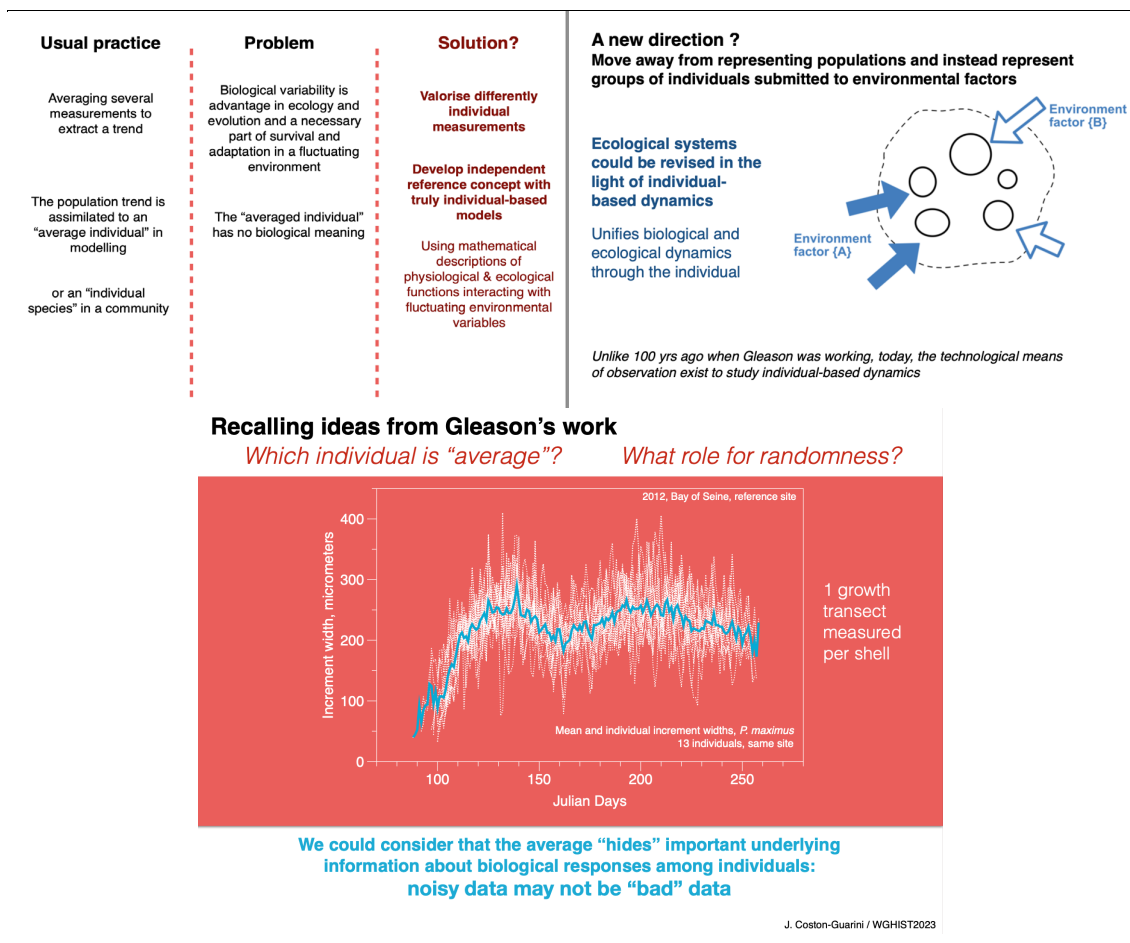 Usual practice
Averaging several
measurements to
extract a trend
The population trend is
assimilated to an
“average individual” in
modelling
or an “individual
species” in a community
Problem
Biological variability is
advantage in ecology and
evolution and a necessary
part of survival and
adaptation in a fluctuating
environment
The “averaged individual”
has no biological meaning
Solution?
Valorise differently
individual
measurements
Develop independent
reference concept with
truly individual-based
models
Using mathematical
descriptions of
physiological & ecological
functions interacting with
fluctuating environmental
variables
A new direction ?
Move away from representing populations and instead represent
groups of individuals submitted to environmental factors
Ecological systems
could be revised in the
light of individual-
based dynamics
Unifies biological and
ecological dynamics
through the individual
Environment
factor {B}
Environment
factor {A}
Unlike 100 yrs ago when Gleason was working, today, the technological means
of observation exist to study individual-based dynamics
Recalling ideas from Gleason’s work
Which individual is “average”?
What role for randomness?
2012, Bay of Seine, reference site
Increment width, micrometers
400
300
200
100
0
Mean and individual increment widths, P. maximus
13 individuals, same site
100
150
200
250
Julian Days
1 growth
transect
measured
per shell
We could consider that the average “hides” important underlying
information about biological responses among individuals:
noisy data may not be “bad” data
J. Coston-Guarini / WGHIST2023